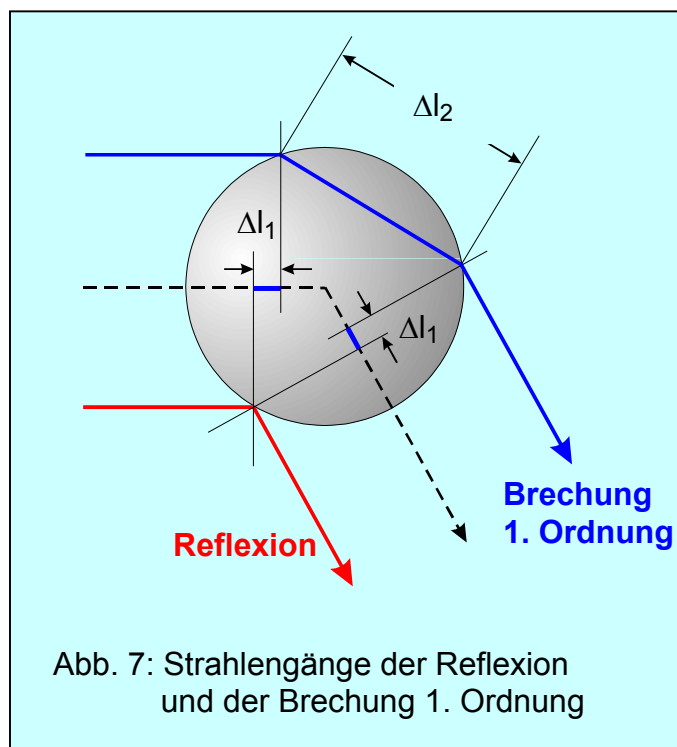 Δl₂
Δl₁
Δl₁
Brechung
1. Ordnung
Reflexion
Abb. 7: Strahlengänge der Reflexion
und der Brechung 1. Ordnung